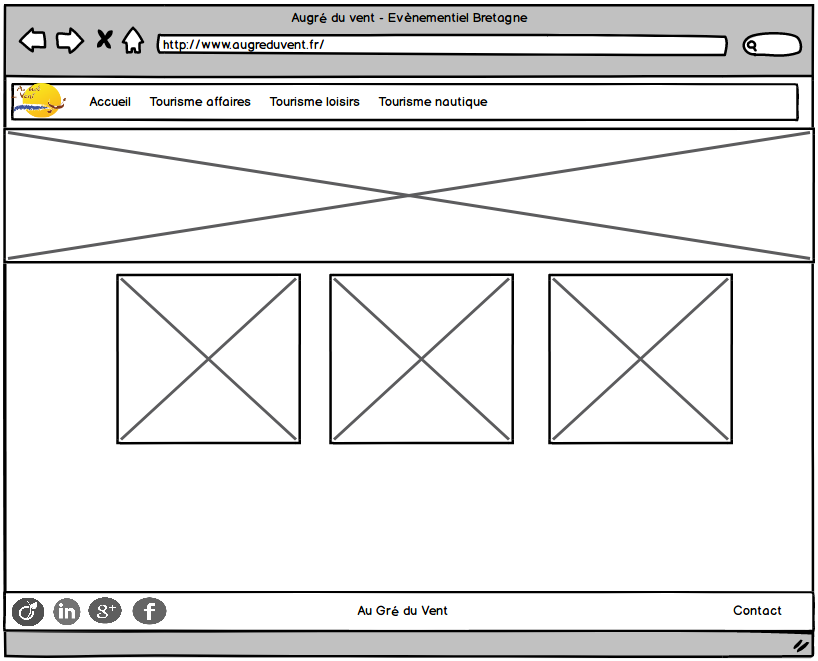 Augré du vent - Evènementiel Bretagne
http://www.augreduvent.fr/
Au Gré
du Vent
Accueil Tourisme affaires Tourisme loisirs Tourisme nautique
in g+ f
Au Gré du Vent
Contact